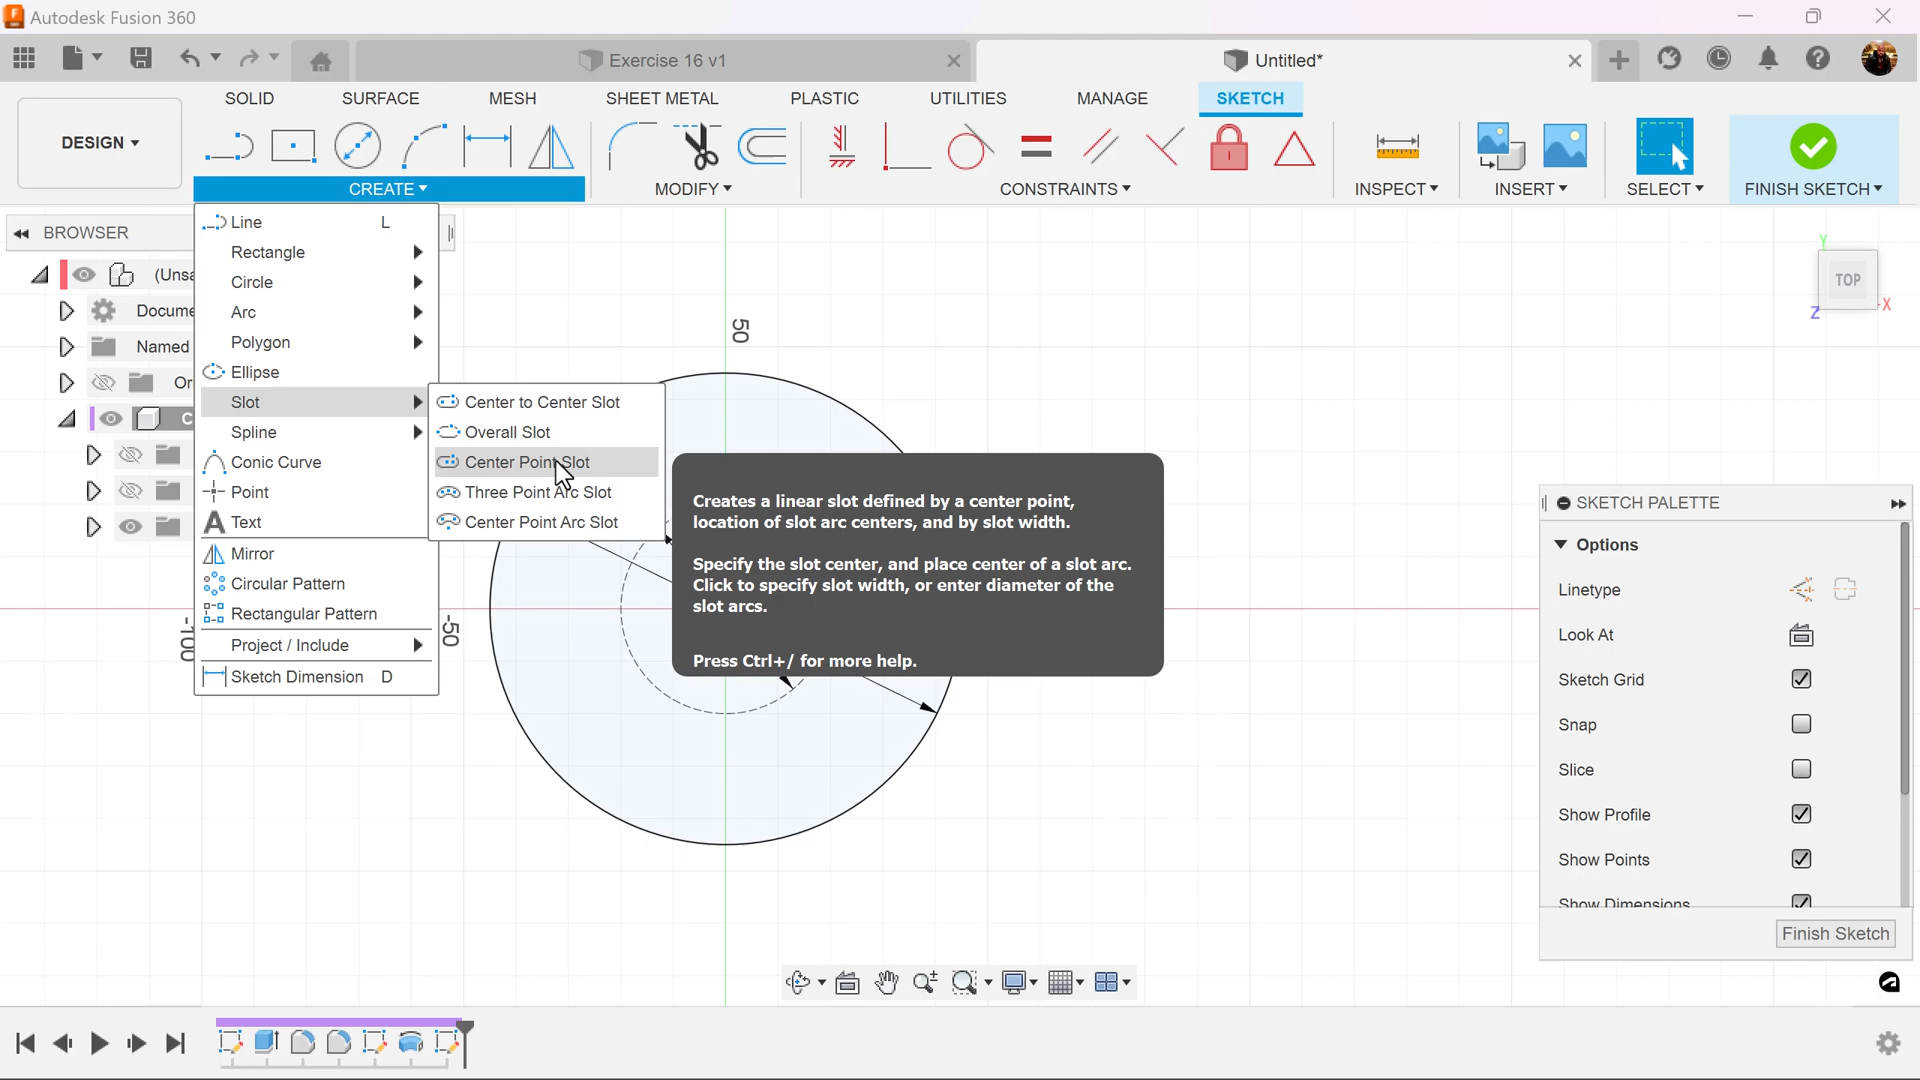 Autodesk Fusion 360
Exercise 16 v1
Untitled*
SOLID
SURFACE
MESH
SHEET METAL
PLASTIC
UTILITIES
MANAGE
SKETCH
DESIGN
CREATE
MODIFY
CONSTRAINTS
INSPECT
INSERT
SELECT
FINISH SKETCH
BROWSER
(Unsa
Docume
Named
Or
C
Line L
Rectangle
Circle
Arc
Polygon
Ellipse
Slot
Spline
Conic Curve
Point
Text
Mirror
Circular Pattern
Rectangular Pattern
Project / Include
Sketch Dimension D
Center to Center Slot
Overall Slot
Center Point Slot
Three Point Arc Slot
Center Point Arc Slot
Creates a linear slot defined by a center point,
location of slot arc centers, and by slot width.
Specify the slot center, and place center of a slot arc.
Click to specify slot width, or enter diameter of the
slot arcs.
Press Ctrl+/ for more help.
50
-50
-100
Y
TOP
X
Z
SKETCH PALETTE
Options
Linetype
Look At
Sketch Grid
Snap
Slice
Show Profile
Show Points
Show Dimensions
Finish Sketch